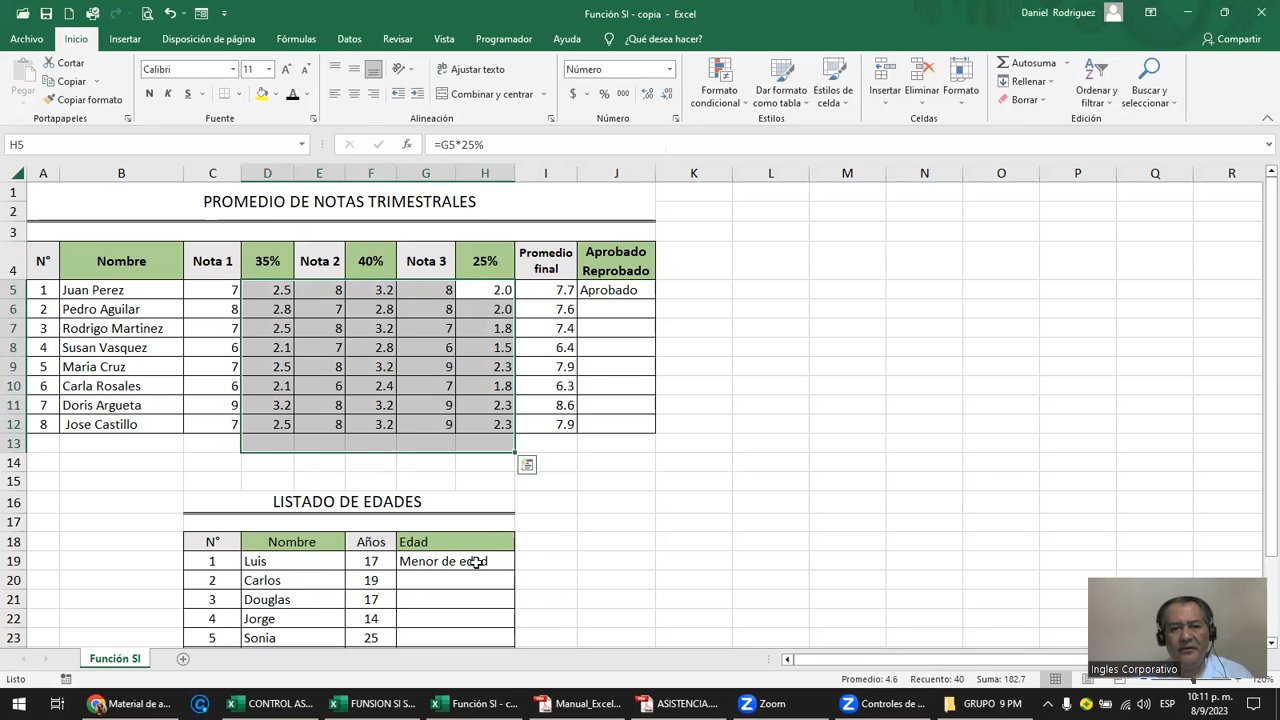 Función SI - copia - Excel
Daniel Rodriguez
Archivo Inicio Insertar Disposición de página Fórmulas Datos Revisar Vista Programador Ayuda ¿Qué desea hacer? Compartir
Pegar
Cortar
Copiar
Copiar formato
Portapapeles
Calibri 11
N K S
Fuente
Ajustar texto
Combinar y centrar
Alineación
Número
$ % 000
Número
Formato condicional
Dar formato como tabla
Estilos de celda
Estilos
Insertar Eliminar Formato
Celdas
Autosuma
Rellenar
Borrar
Ordenar y filtrar
Buscar y seleccionar
Edición
H5 =G5*25%
A B C D E F G H I J K L M N O P Q R
1 PROMEDIO DE NOTAS TRIMESTRALES
2
3
4 N° Nombre Nota 1 35% Nota 2 40% Nota 3 25% Promedio final Aprobado Reprobado
5 1 Juan Perez 7 2.5 8 3.2 8 2.0 7.7 Aprobado
6 2 Pedro Aguilar 8 2.8 7 2.8 8 2.0 7.6
7 3 Rodrigo Martinez 7 2.5 8 3.2 7 1.8 7.4
8 4 Susan Vasquez 6 2.1 7 2.8 6 1.5 6.4
9 5 Maria Cruz 7 2.5 8 3.2 9 2.3 7.9
10 6 Carla Rosales 6 2.1 6 2.4 7 1.8 6.3
11 7 Doris Argueta 9 3.2 8 3.2 9 2.3 8.6
12 8 Jose Castillo 7 2.5 8 3.2 9 2.3 7.9
13
14
15
16 LISTADO DE EDADES
17
18 N° Nombre Años Edad
19 1 Luis 17 Menor de edad
20 2 Carlos 19
21 3 Douglas 17
22 4 Jorge 14
23 5 Sonia 25
Ingles Corporativo
Función SI
Listo
Promedio: 4.6 Recuento: 40 Suma: 182.7
120%
Material de a... CONTROL AS... FUNSION SI S... Función SI - c... Manual_Excel... ASISTENCIA.... Zoom Controles de ... GRUPO 9 PM
ESP
10:11 p. m.
8/9/2023